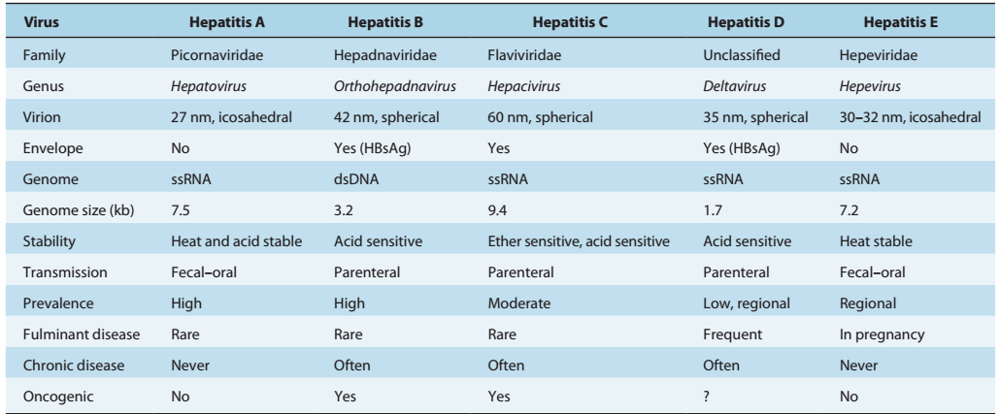 Virus Hepatitis A Hepatitis B Hepatitis C Hepatitis D Hepatitis E
Family Picornaviridae Hepadnaviridae Flaviviridae Unclassified Hepeviridae
Genus Hepatovirus Orthohepadnavirus Hepacivirus Deltavirus Hepevirus
Virion 27 nm, icosahedral 42 nm, spherical 60 nm, spherical 35 nm, spherical 30–32 nm, icosahedral
Envelope No Yes (HBsAg) Yes Yes (HBsAg) No
Genome ssRNA dsDNA ssRNA ssRNA ssRNA
Genome size (kb) 7.5 3.2 9.4 1.7 7.2
Stability Heat and acid stable Acid sensitive Ether sensitive, acid sensitive Acid sensitive Heat stable
Transmission Fecal–oral Parenteral Parenteral Parenteral Fecal–oral
Prevalence High High Moderate Low, regional Regional
Fulminant disease Rare Rare Rare Frequent In pregnancy
Chronic disease Never Often Often Often Never
Oncogenic No Yes Yes ? No